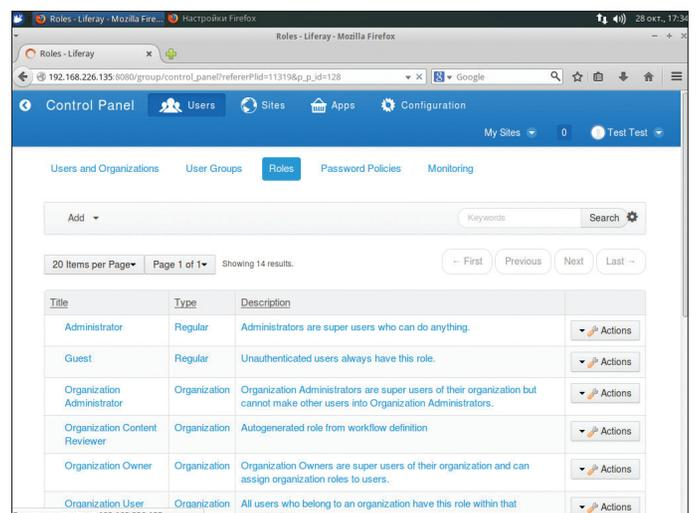 Roles - Liferay - Mozilla Fire... Настройки Firefox 28 окт., 17:34
Roles - Liferay - Mozilla Firefox
Roles - Liferay
192.168.226.135:8080/group/control_panel?refererPlid=11319&p_p_id=128 Google
Control Panel Users Sites Apps Configuration
My Sites 0 Test Test
Users and Organizations User Groups Roles Password Policies Monitoring
Add Keywords Search
20 Items per Page Page 1 of 1 Showing 14 results. ← First Previous Next Last →
Title Type Description
Administrator Regular Administrators are super users who can do anything. Actions
Guest Regular Unauthenticated users always have this role. Actions
Organization Administrator Organization Organization Administrators are super users of their organization but
cannot make other users into Organization Administrators. Actions
Organization Content Reviewer Organization Autogenerated role from workflow definition Actions
Organization Owner Organization Organization Owners are super users of their organization and can
assign organization roles to users. Actions
Organization User Organization All users who belong to an organization have this role within that Actions